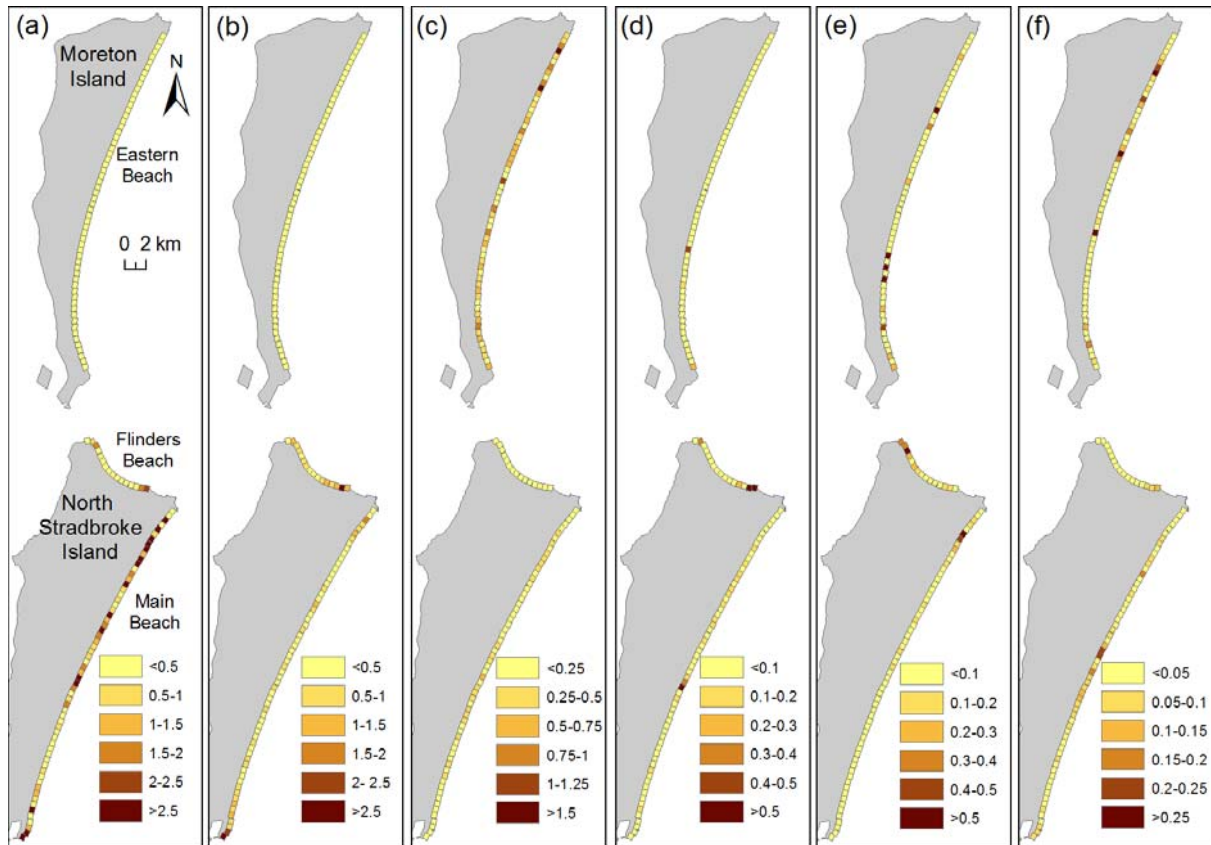 (a)
Moreton
Island
N
Eastern
Beach
0 2 km
Flinders
Beach
North
Stradbroke
Island
Main
Beach
<0.5
0.5-1
1-1.5
1.5-2
2-2.5
>2.5
(b)
<0.5
0.5-1
1-1.5
1.5-2
2- 2.5
>2.5
(c)
<0.25
0.25-0.5
0.5-0.75
0.75-1
1-1.25
>1.5
(d)
<0.1
0.1-0.2
0.2-0.3
0.3-0.4
0.4-0.5
>0.5
(e)
<0.1
0.1-0.2
0.2-0.3
0.3-0.4
0.4-0.5
>0.5
(f)
<0.05
0.05-0.1
0.1-0.15
0.15-0.2
0.2-0.25
>0.25